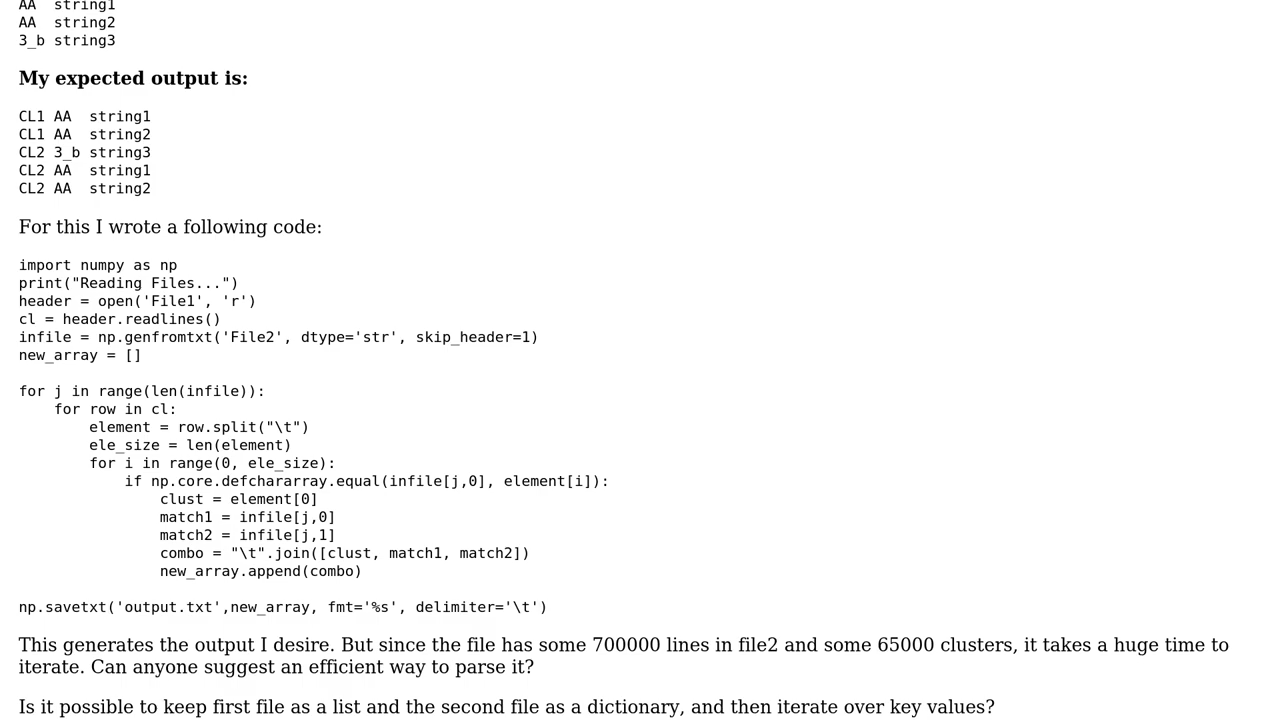 AA  string1
AA  string2
3_b string3
My expected output is:
CL1 AA  string1
CL1 AA  string2
CL2 3_b string3
CL2 AA  string1
CL2 AA  string2
For this I wrote a following code:
import numpy as np
print("Reading Files...")
header = open('File1', 'r')
cl = header.readlines()
infile = np.genfromtxt('File2', dtype='str', skip_header=1)
new_array = []

for j in range(len(infile)):
    for row in cl:
        element = row.split("\t")
        ele_size = len(element)
        for i in range(0, ele_size):
            if np.core.defchararray.equal(infile[j,0], element[i]):
                clust = element[0]
                match1 = infile[j,0]
                match2 = infile[j,1]
                combo = "\t".join([clust, match1, match2])
                new_array.append(combo)

np.savetxt('output.txt',new_array, fmt='%s', delimiter='\t')
This generates the output I desire. But since the file has some 700000 lines in file2 and some 65000 clusters, it takes a huge time to
iterate. Can anyone suggest an efficient way to parse it?
Is it possible to keep first file as a list and the second file as a dictionary, and then iterate over key values?